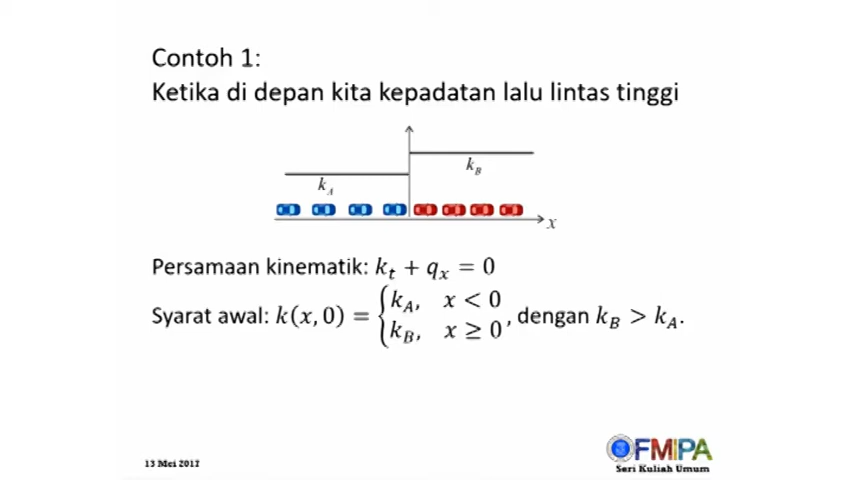 Contoh 1:
Ketika di depan kita kepadatan lalu lintas tinggi
k_B
k_A
x
Persamaan kinematik: k_t + q_x = 0
Syarat awal: k(x, 0) = { k_A, x < 0
k_B, x ≥ 0 , dengan k_B > k_A.
FMIPA
Seri Kuliah Umum
13 Mei 2017